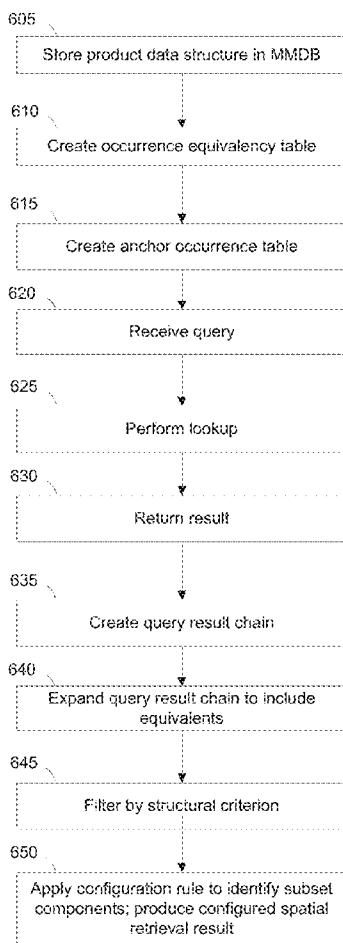 605
Store product data structure in MMDB
610
Create occurrence equivalency table
615
Create anchor occurrence table
620
Receive query
625
Perform lookup
630
Return result
635
Create query result chain
640
Expand query result chain to include
equivalents
645
Filter by structural criterion
650
Apply configuration rule to identify subset
components; produce configured spatial
retrieval result